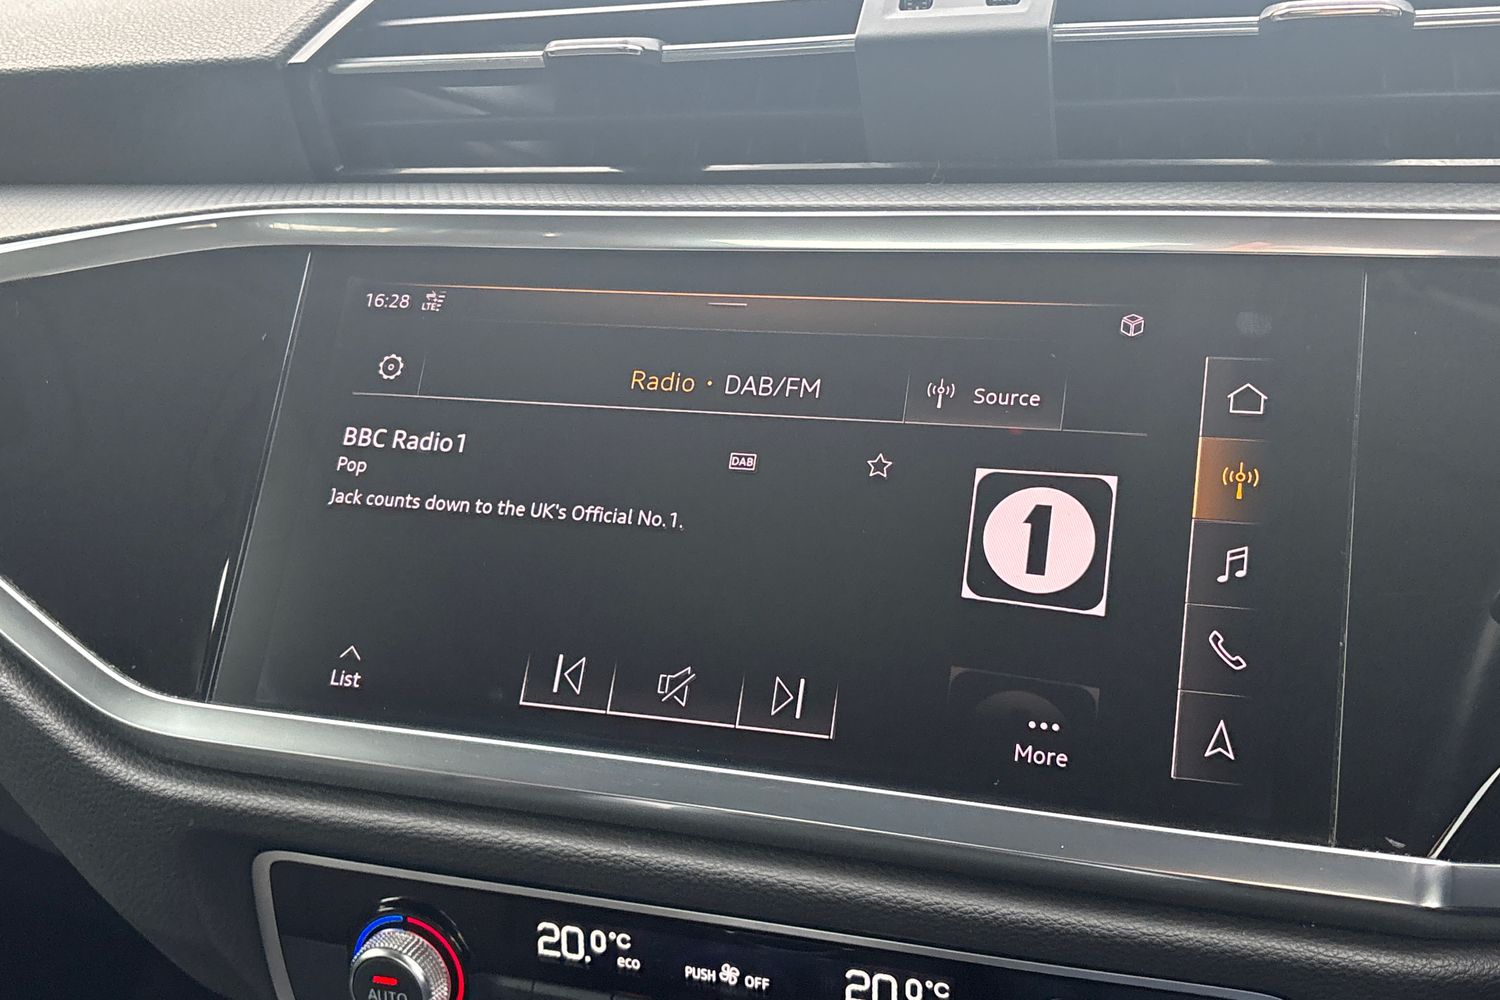 16:28
LTE
Radio · DAB/FM
Source
BBC Radio 1
DAB
Pop
Jack counts down to the UK's Official No.1.
1
List
More
20.0°C
eco
PUSH OFF
20.0°C
AUTO